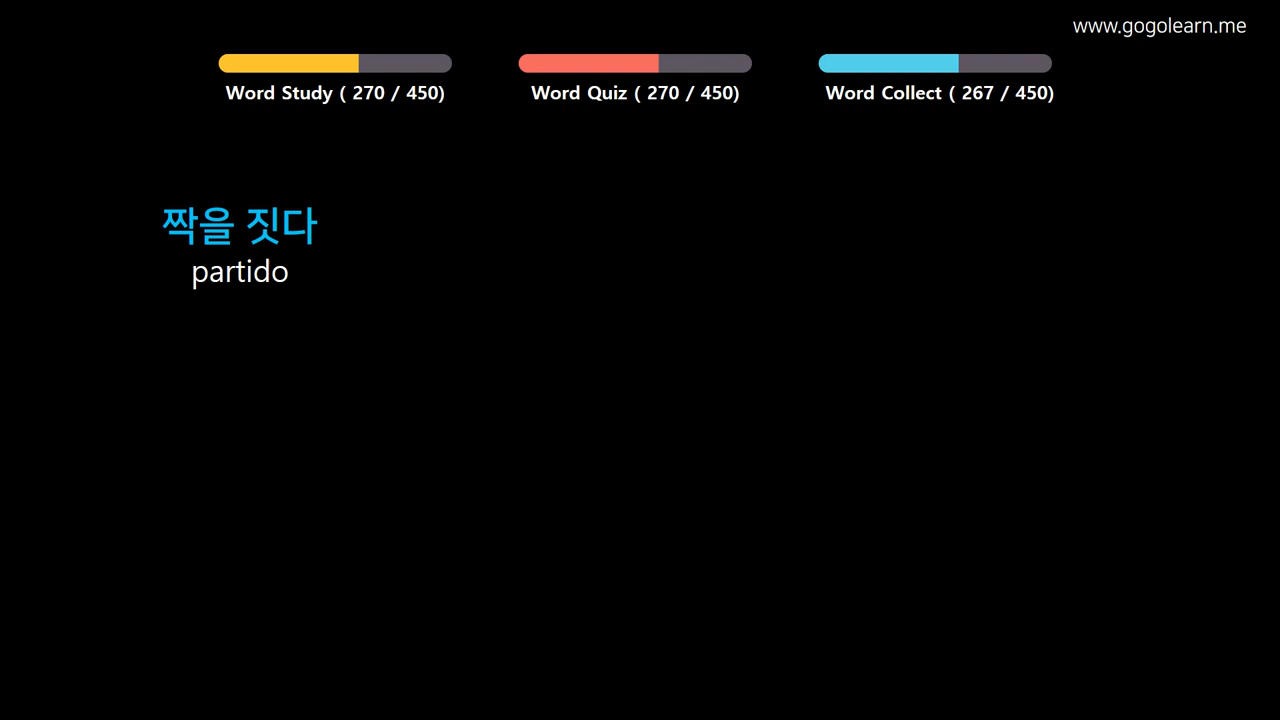 www.gogolearn.me
Word Study ( 270 / 450)
Word Quiz ( 270 / 450)
Word Collect ( 267 / 450)
짝을 짓다
partido